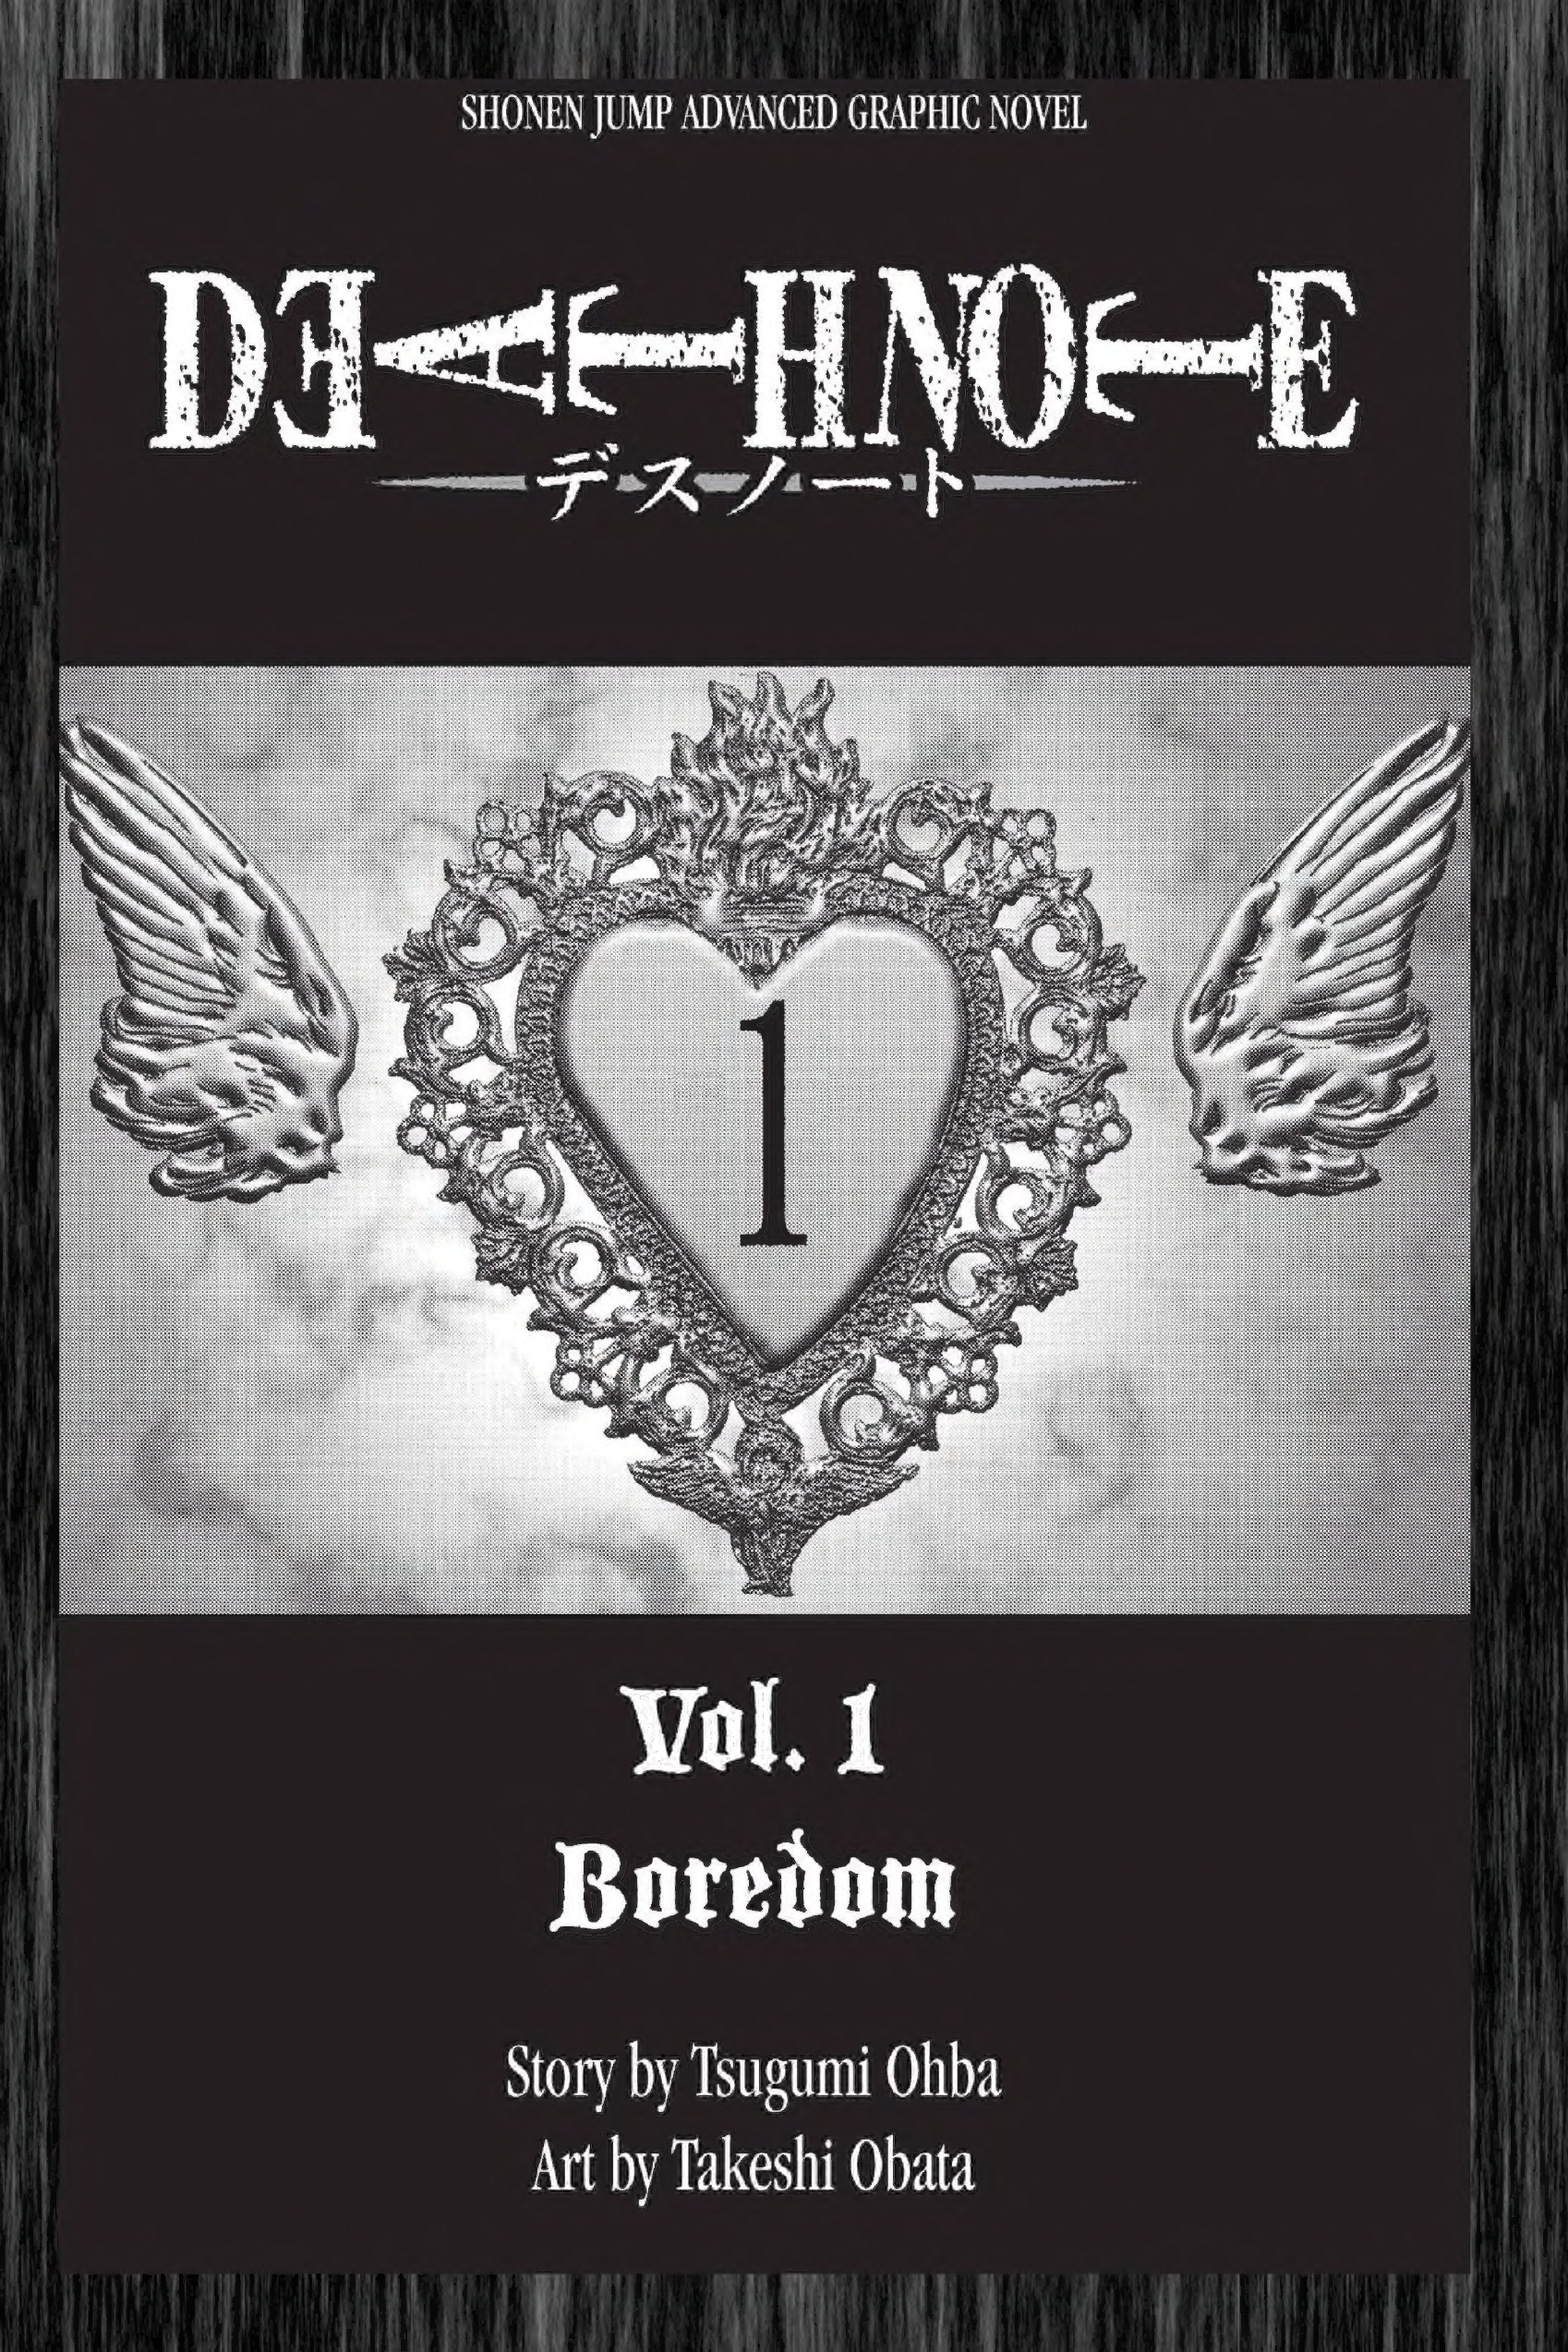 SHONEN JUMP ADVANCED GRAPHIC NOVEL
DEATH NOTE
デスノート
1
Vol. 1
Boredom
Story by Tsugumi Ohba
Art by Takeshi Obata